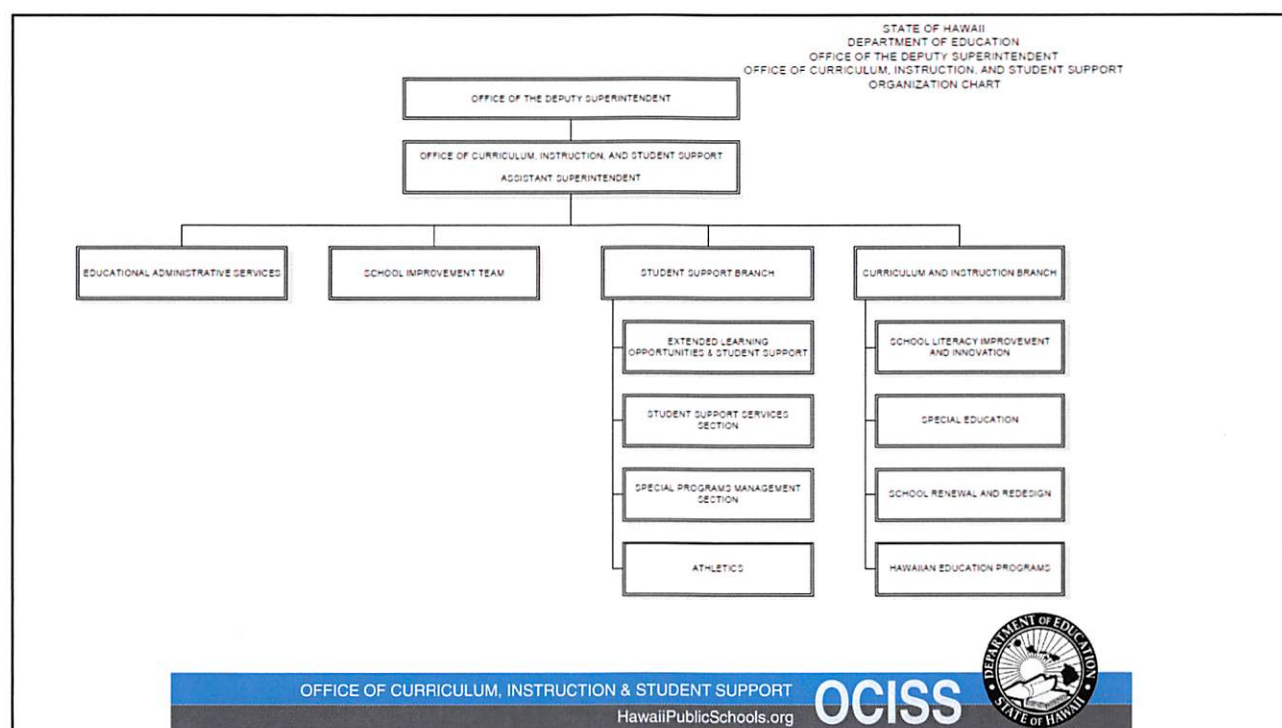 STATE OF HAWAII
DEPARTMENT OF EDUCATION
OFFICE OF THE DEPUTY SUPERINTENDENT
OFFICE OF CURRICULUM, INSTRUCTION, AND STUDENT SUPPORT
ORGANIZATION CHART
OFFICE OF THE DEPUTY SUPERINTENDENT
OFFICE OF CURRICULUM, INSTRUCTION, AND STUDENT SUPPORT
ASSISTANT SUPERINTENDENT
EDUCATIONAL ADMINISTRATIVE SERVICES
SCHOOL IMPROVEMENT TEAM
STUDENT SUPPORT BRANCH
CURRICULUM AND INSTRUCTION BRANCH
EXTENDED LEARNING
OPPORTUNITIES & STUDENT SUPPORT
SCHOOL LITERACY IMPROVEMENT
AND INNOVATION
STUDENT SUPPORT SERVICES
SECTION
SPECIAL EDUCATION
SPECIAL PROGRAMS MANAGEMENT
SECTION
SCHOOL RENEWAL AND REDESIGN
ATHLETICS
HAWAIIAN EDUCATION PROGRAMS
OFFICE OF CURRICULUM, INSTRUCTION & STUDENT SUPPORT
HawaiiPublicSchools.org
OCISS
DEPARTMENT OF EDUCATION
STATE OF HAWAII